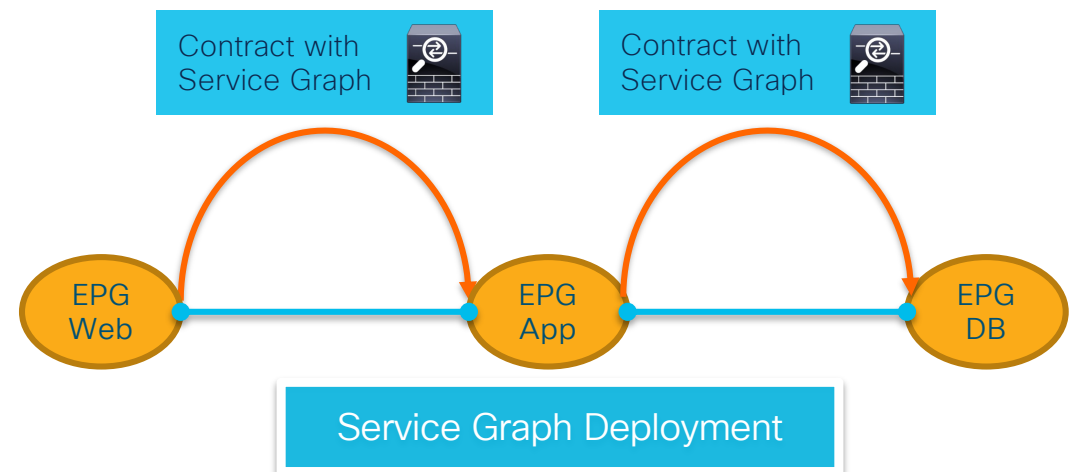 Contract with
Service Graph
Contract with
Service Graph
EPG
Web
EPG
App
EPG
DB
Service Graph Deployment